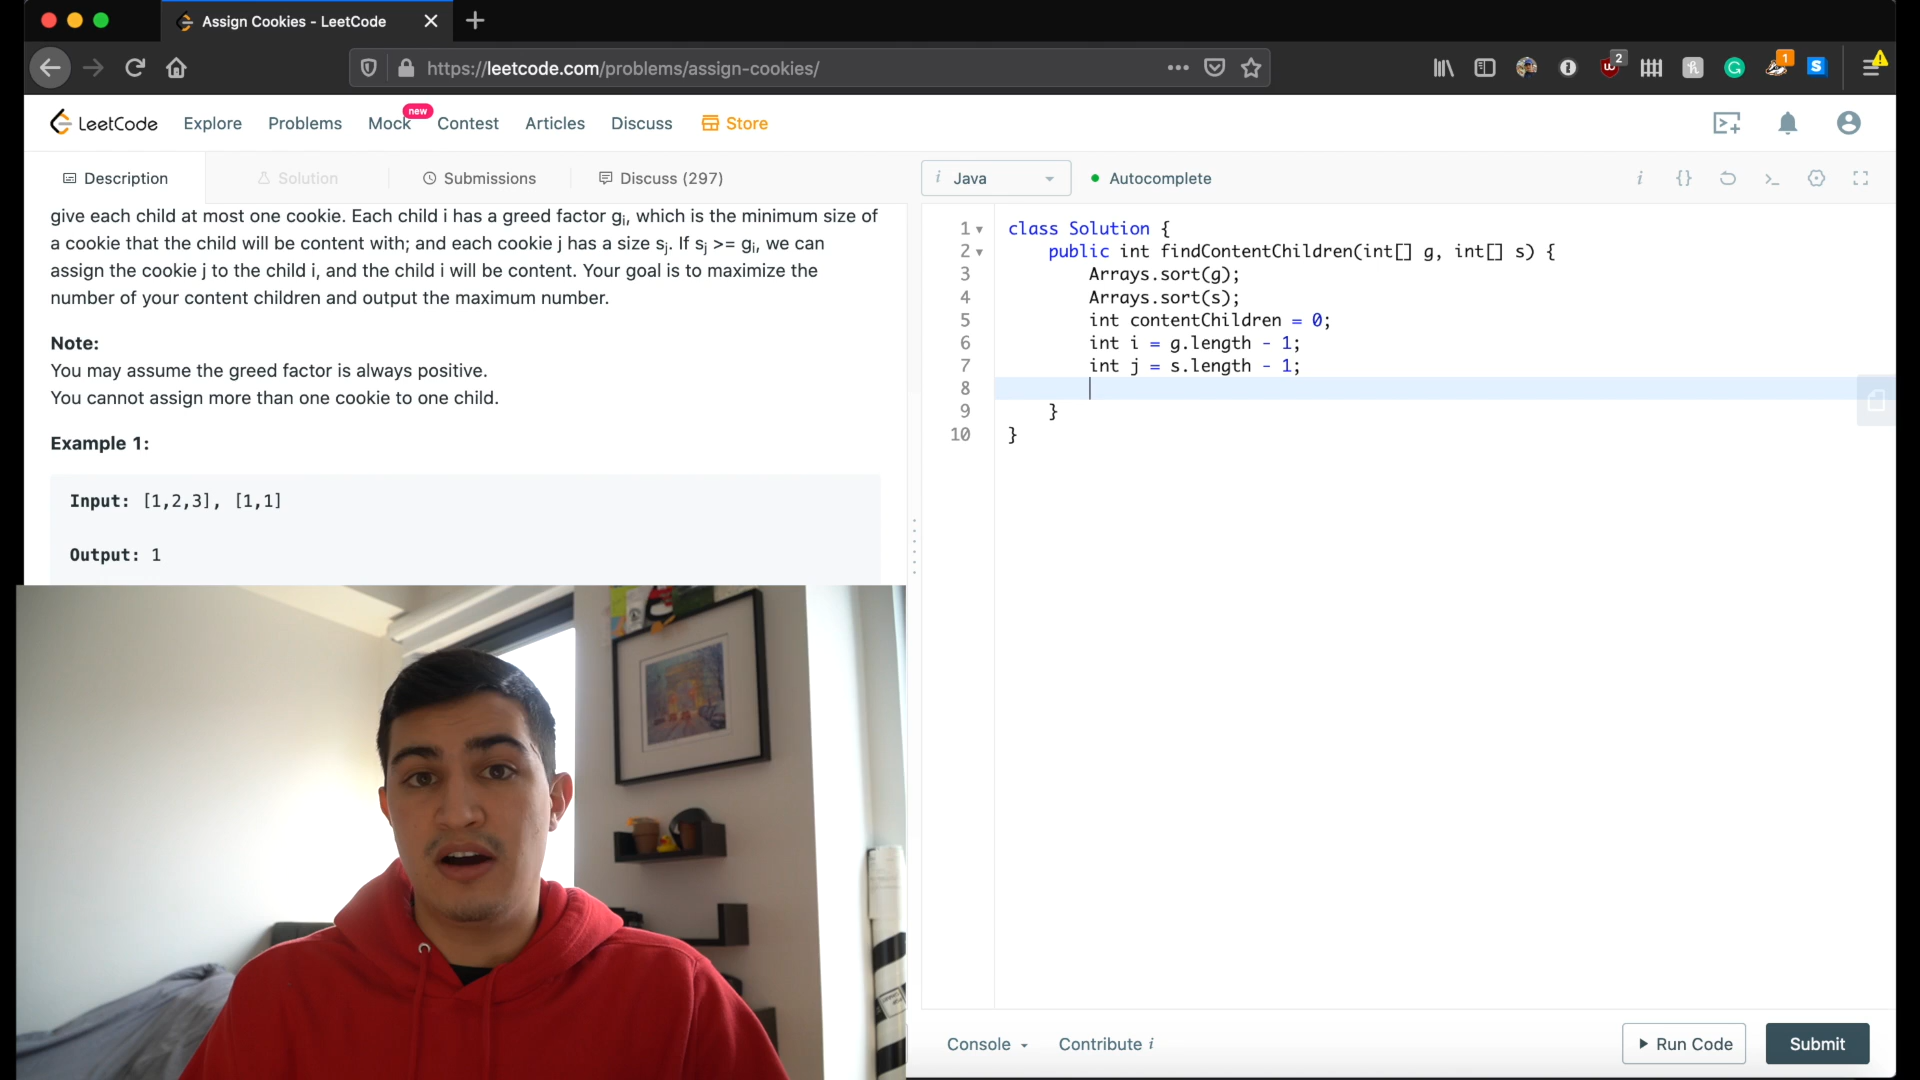 Assign Cookies - LeetCode
https://leetcode.com/problems/assign-cookies/
2
1
LeetCode
Explore
Problems
Mock
new
Contest
Articles
Discuss
Store
Description
Solution
Submissions
Discuss (297)
give each child at most one cookie. Each child i has a greed factor gi, which is the minimum size of
a cookie that the child will be content with; and each cookie j has a size sj. If sj >= gi, we can
assign the cookie j to the child i, and the child i will be content. Your goal is to maximize the
number of your content children and output the maximum number.
Note:
You may assume the greed factor is always positive.
You cannot assign more than one cookie to one child.
Example 1:
Input: [1,2,3], [1,1]
Output: 1
i Java
Autocomplete
i {} >_
1 class Solution {
2 public int findContentChildren(int[] g, int[] s) {
3 Arrays.sort(g);
4 Arrays.sort(s);
5 int contentChildren = 0;
6 int i = g.length - 1;
7 int j = s.length - 1;
8
9 }
10 }
Console
Contribute i
Run Code
Submit